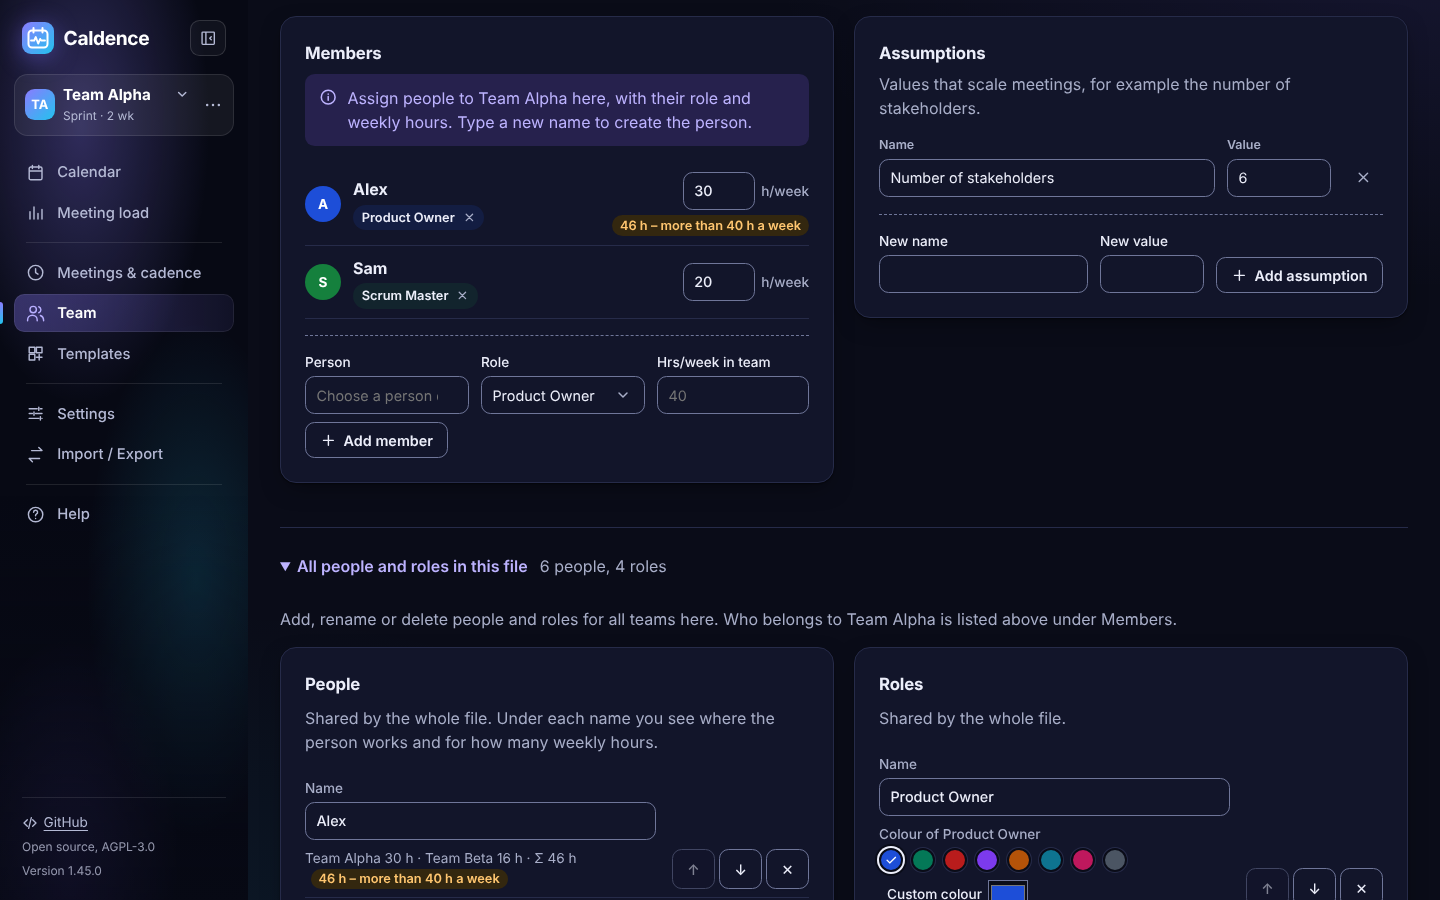 Caldence
TA
Team Alpha
Sprint · 2 wk
Calendar
Meeting load
Meetings & cadence
Team
Templates
Settings
Import / Export
Help
GitHub
Open source, AGPL-3.0
Version 1.45.0
Members
Assign people to Team Alpha here, with their role and
weekly hours. Type a new name to create the person.
A
Alex
Product Owner
30
h/week
46 h – more than 40 h a week
S
Sam
Scrum Master
20
h/week
Person
Role
Hrs/week in team
Choose a person
Product Owner
40
Add member
Assumptions
Values that scale meetings, for example the number of
stakeholders.
Name
Value
Number of stakeholders
6
New name
New value
Add assumption
All people and roles in this file
6 people, 4 roles
Add, rename or delete people and roles for all teams here. Who belongs to Team Alpha is listed above under Members.
People
Shared by the whole file. Under each name you see where the
person works and for how many weekly hours.
Name
Alex
Team Alpha 30 h · Team Beta 16 h · Σ 46 h
46 h – more than 40 h a week
Roles
Shared by the whole file.
Name
Product Owner
Colour of Product Owner
Custom colour